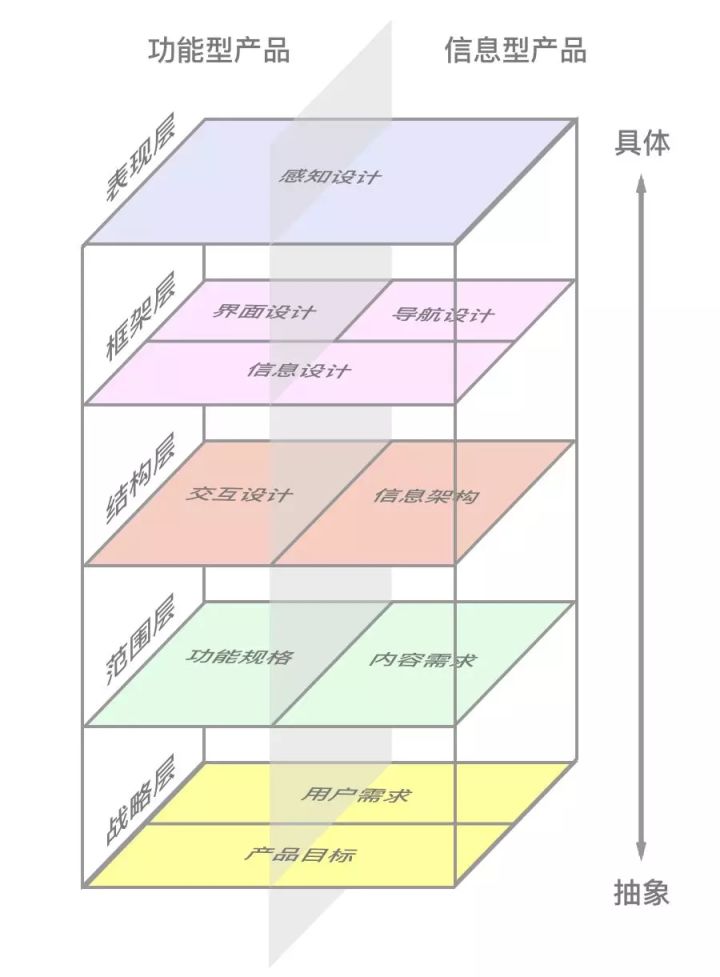 功能型产品
信息型产品
具体
表现层
感知设计
框架层
界面设计
导航设计
信息设计
结构层
交互设计
信息架构
范围层
功能规格
内容需求
战略层
用户需求
产品目标
抽象